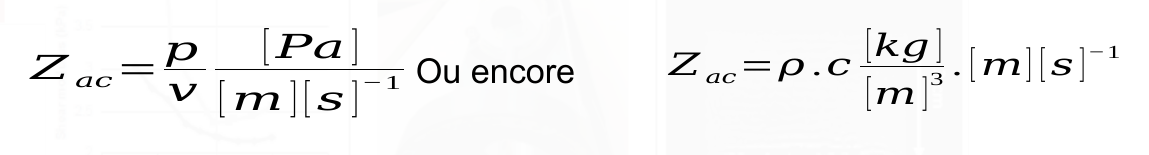 Z_ac = p/v [Pa]/([m][s]^-1) Ou encore Z_ac = ρ.c [kg]/[m]^3 .[m][s]^-1